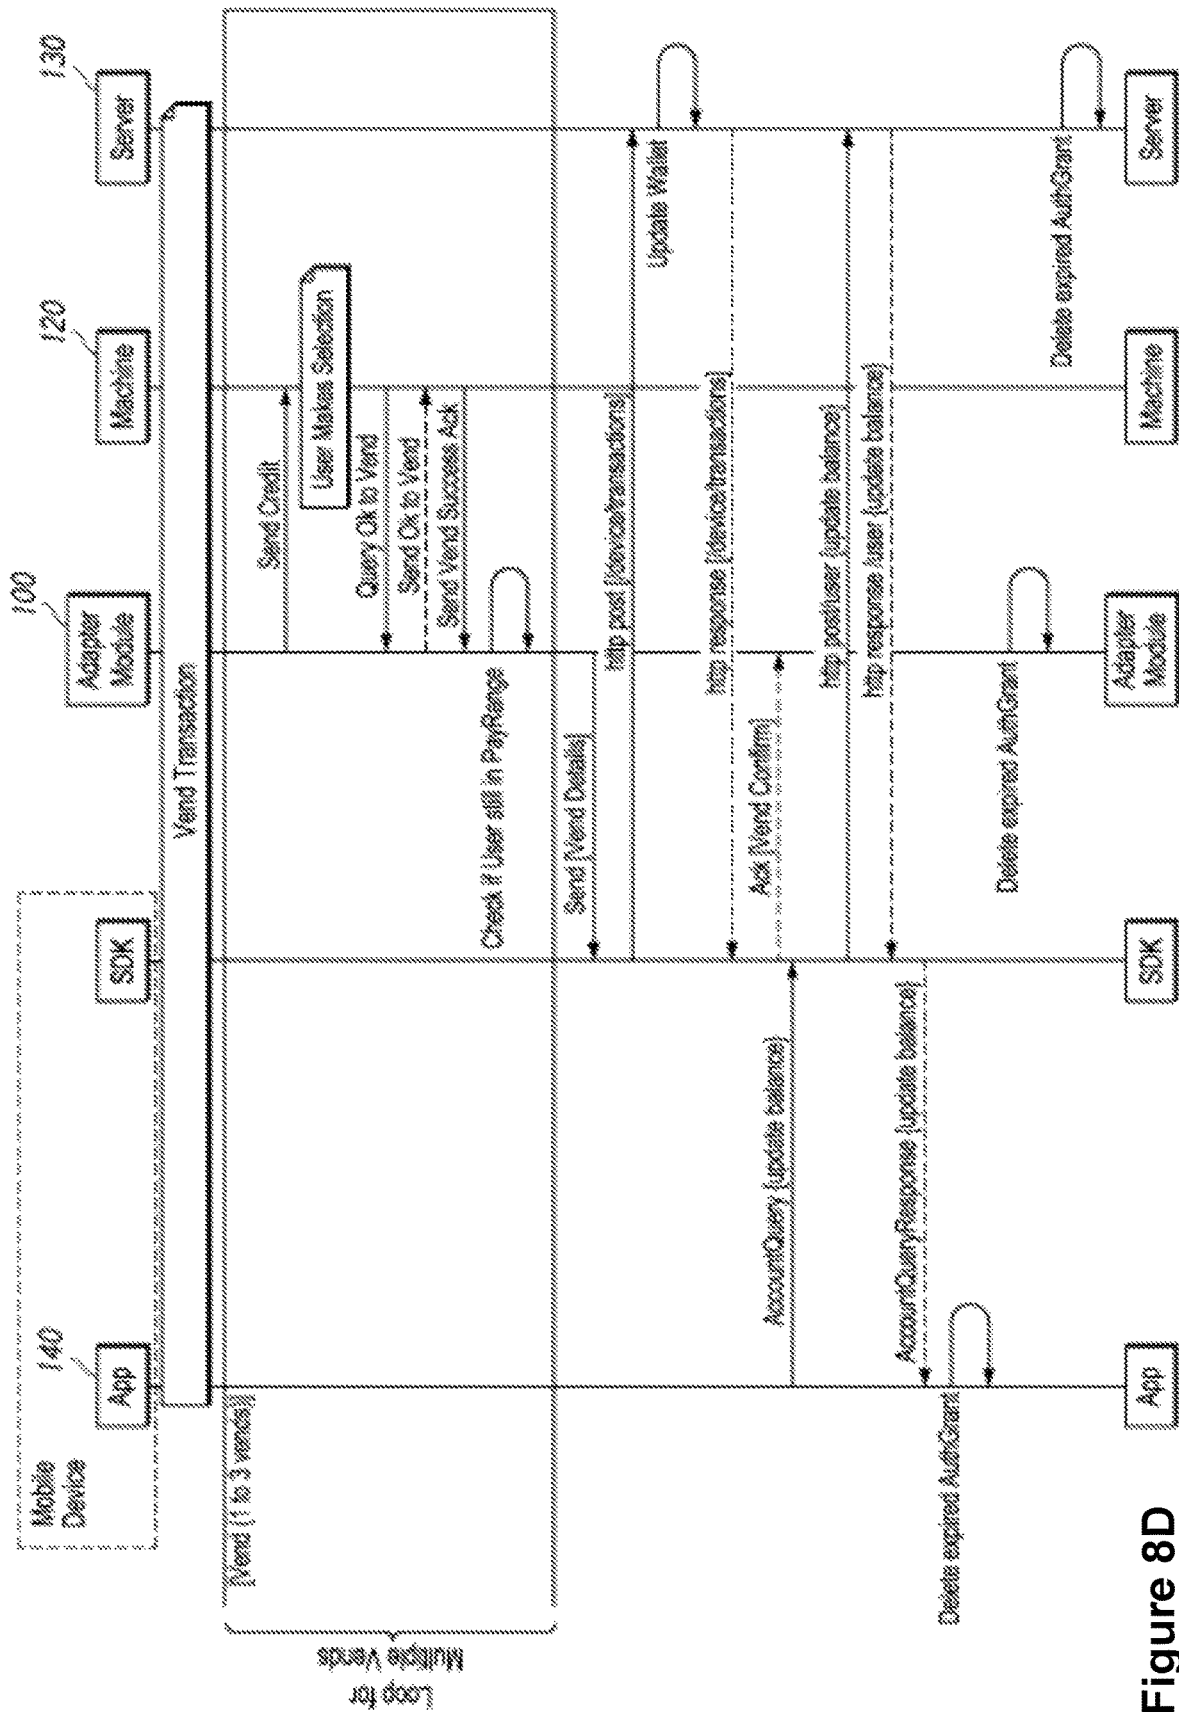 Mobile
Device
140
App
SDK
100
Adapter
Module
120
Machine
130
Server
Vend Transaction
[Vend (1 to 3 vends)]
Loop for
Multiple Vends
Send Credit
User Makes Selection
Query Ok to Vend
Send Ok to Vend
Send Vend Success Ack
Check if User still in PayRange
Send [Vend Details]
http post [device/transactions]
Update Wallet
http response [device/transactions]
Ack [Vend Confirm]
AccountQuery [update balance]
http post/user [update balance]
http response /user [update balance]
AccountQueryResponse [update balance]
Delete expired AuthGrant
Delete expired AuthGrant
Delete expired AuthGrant
App
SDK
Adapter
Module
Machine
Server
Figure 8D